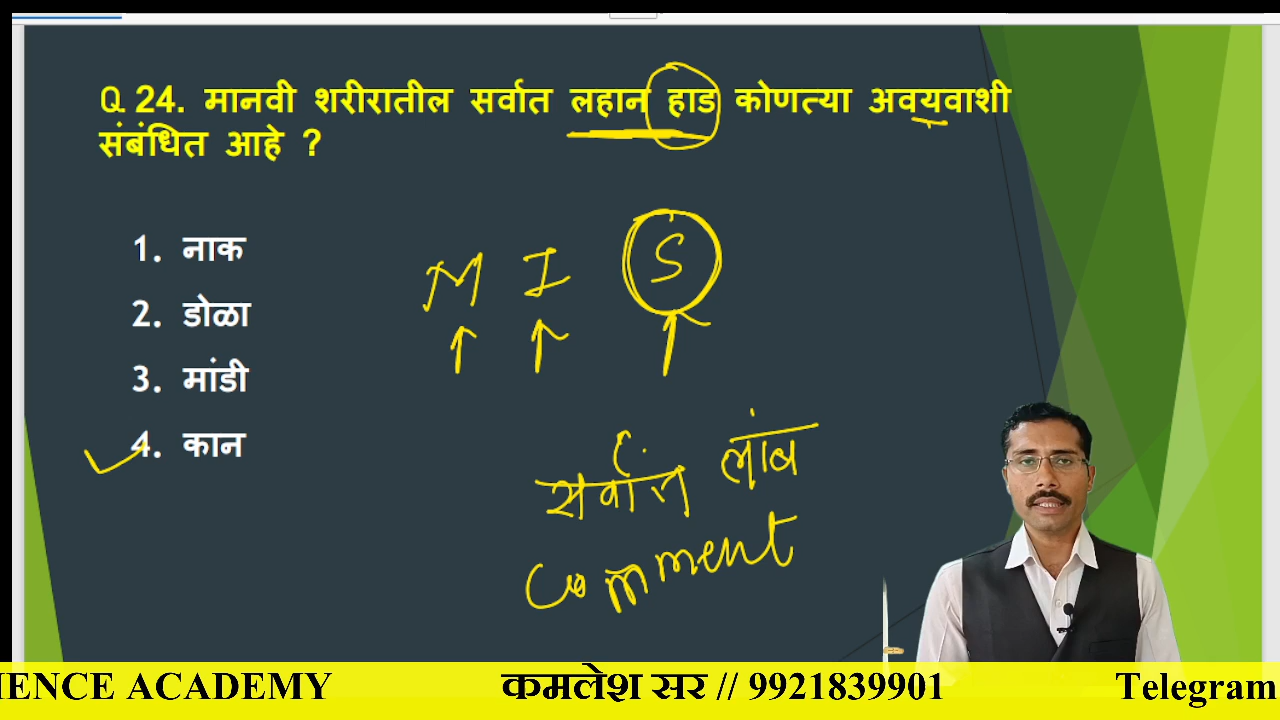 Q. 24. मानवी शरीरातील सर्वात लहान हाड कोणत्या अवयवाशी
संबंधित आहे ?
1. नाक
2. डोळा
3. मांडी
4. कान
M I S
सर्वात लांब
comment
IENCE ACADEMY कमलेश सर // 9921839901 Telegram